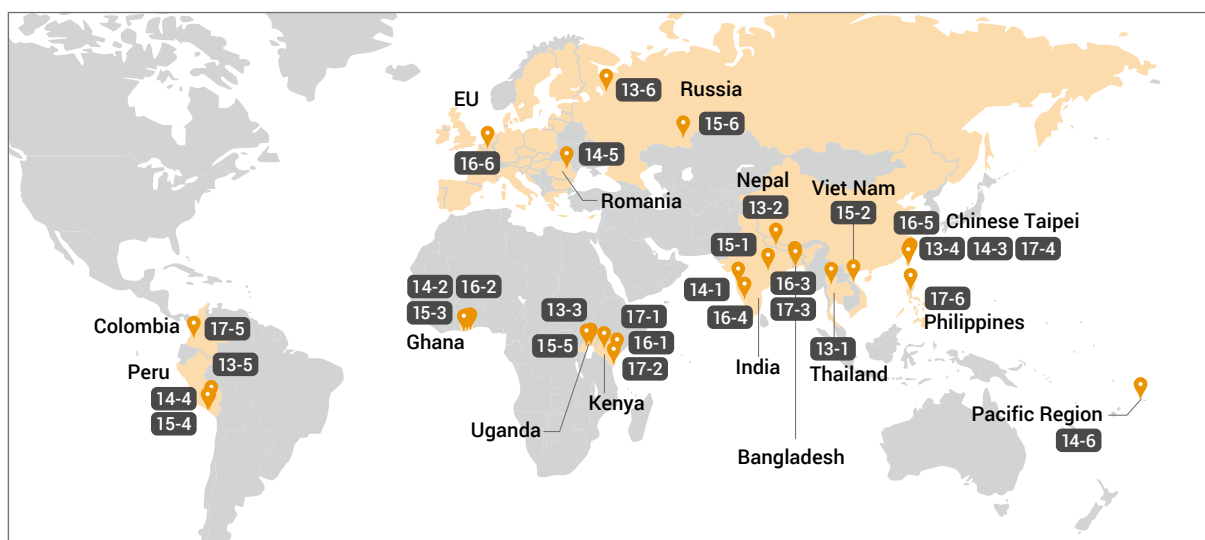 EU
Russia
13-6
15-6
16-6
14-5
Romania
Nepal
13-2
Viet Nam
15-2
16-5
Chinese Taipei
13-4 14-3 17-4
15-1
14-1
16-4
16-3
17-3
India
Bangladesh
13-1
Thailand
17-6
Philippines
14-2 16-2
15-3
Ghana
13-3
15-5
17-1
16-1
17-2
Uganda
Kenya
Colombia
17-5
13-5
Peru
14-4
15-4
Pacific Region
14-6